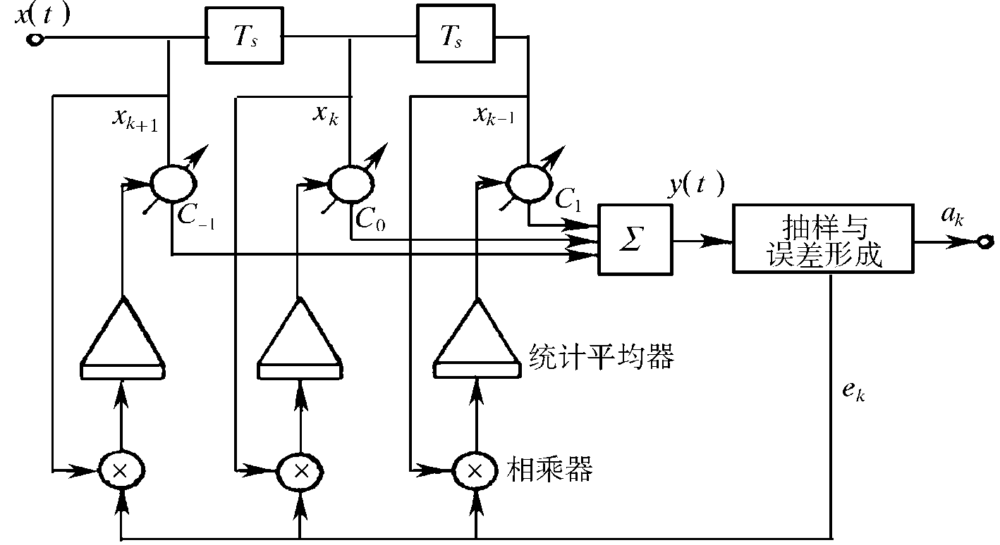 x(t)
Tₛ
Tₛ
xₖ₊₁
xₖ
xₖ₋₁
C₋₁
C₀
C₁
Σ
y(t)
抽样与
误差形成
aₖ
统计平均器
eₖ
×
×
×
相乘器